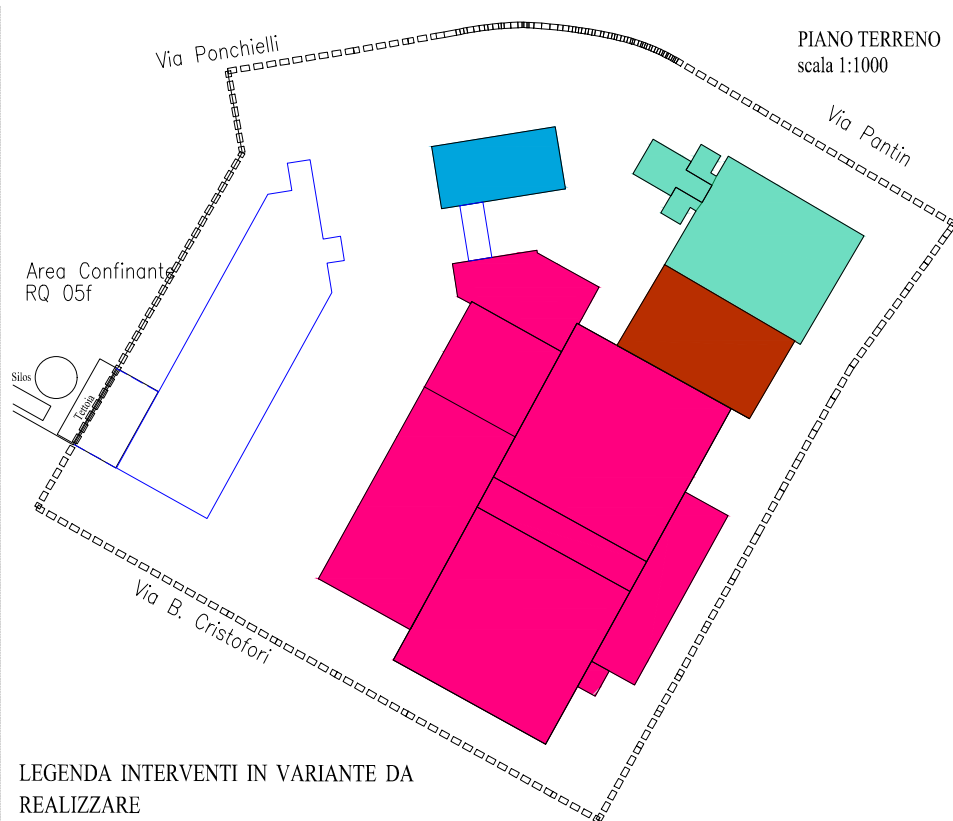 Via Ponchielli
PIANO TERRENO
scala 1:1000
Via Pantin
Area Confinante
RQ 05f
Silos
Tettoia
Via B. Cristofori
LEGENDA INTERVENTI IN VARIANTE DA
REALIZZARE